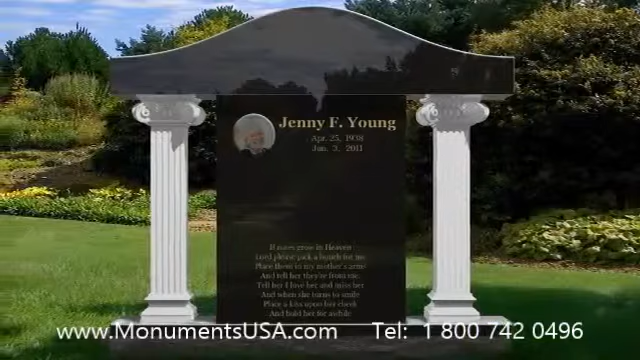 Jenny F. Young
Apr. 25, 1938
Jun. 3, 2011
If roses grow in Heaven
Lord please pick a bunch for me
Place them in my mother's arms
And tell her they're from me.
Tell her I love her and miss her
And when she turns to smile
Place a kiss upon her cheek
And hold her for awhile
www.MonumentsUSA.com Tel: 1 800 742 0496